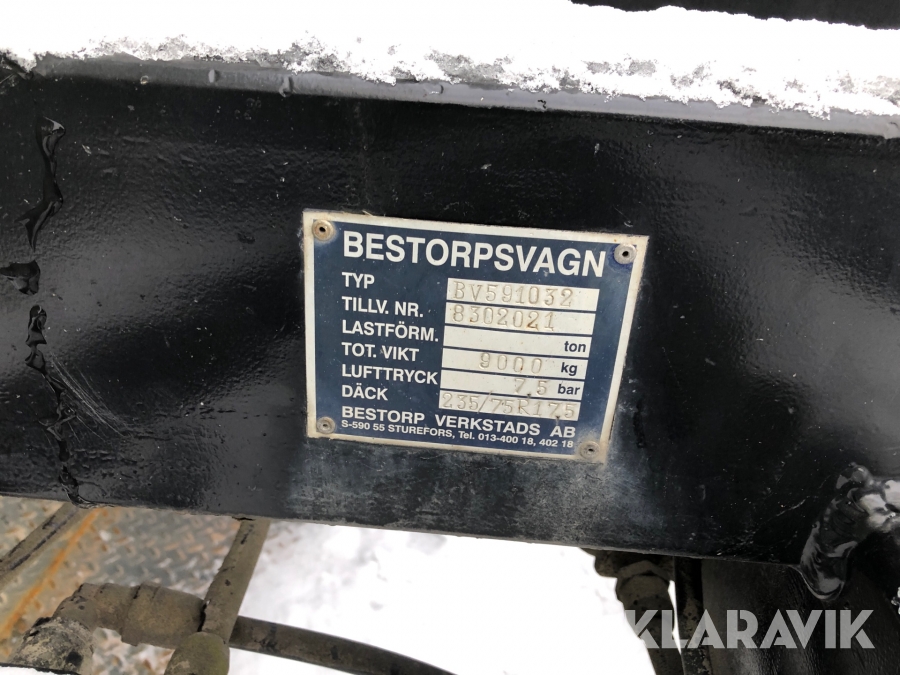 BESTORPSVAGN
TYP BV591032
TILLV. NR. 8302021
LASTFÖRM. ton
TOT. VIKT 9000 kg
LUFTTRYCK 7,5 bar
DÄCK 235/75R17,5
BESTORP VERKSTADS AB
S-590 55 STUREFORS, Tel. 013-400 18, 402 18
KLARAVIK